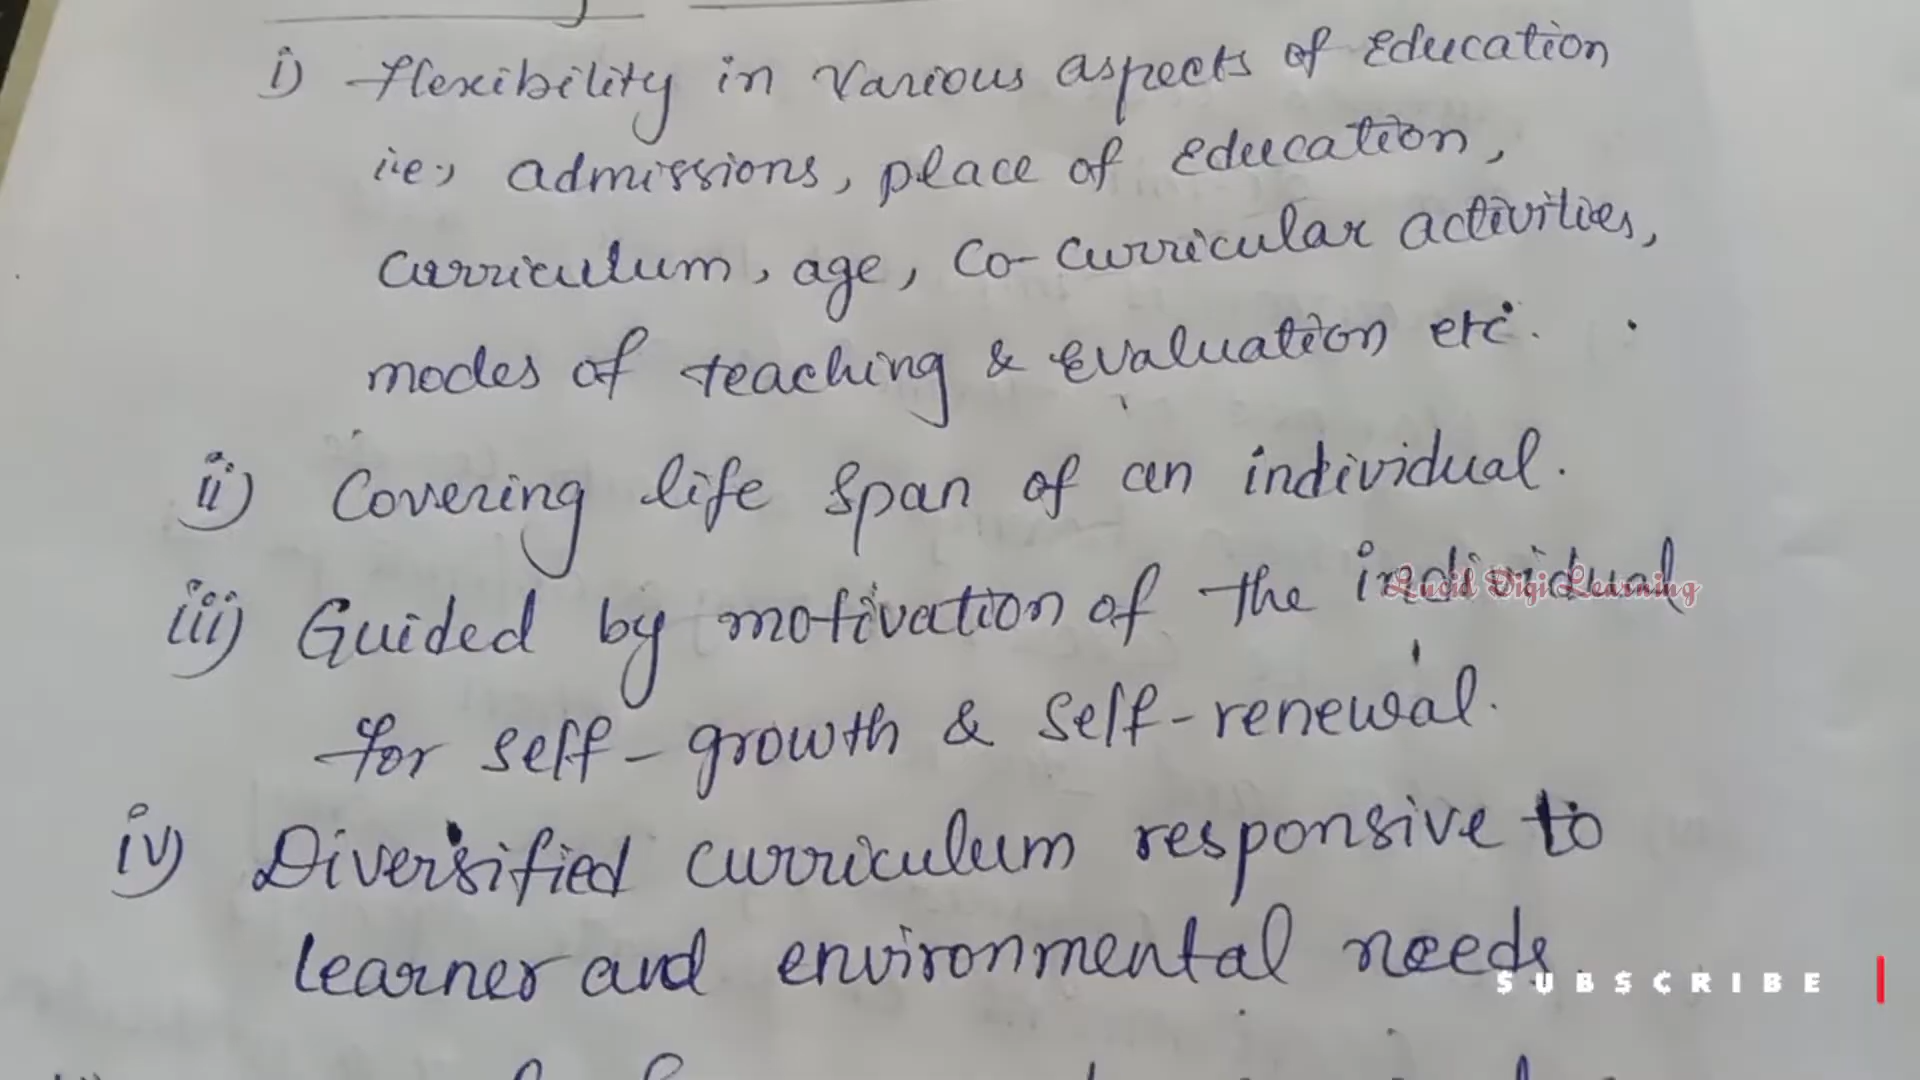 i) flexibility in Various aspects of Education
i.e., admissions, place of Education,
curriculum, age, Co-curricular activities,
modes of teaching & Evaluation etc.
ii) Covering life span of an individual.
iii) Guided by motivation of the individual
Lucid DigiLearning
for self-growth & self-renewal.
iv) Diversified curriculum responsive to
learner and environmental needs.
SUBSCRIBE